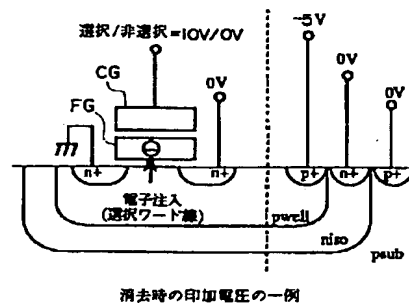 選択/非選択=10V/0V
-5V
CG
0V
0V
FG
0V
n+
n+
p+
n+
p+
電子注入
(選択ワード線)
pwell
niso
psub
消去時の印加電圧の一例